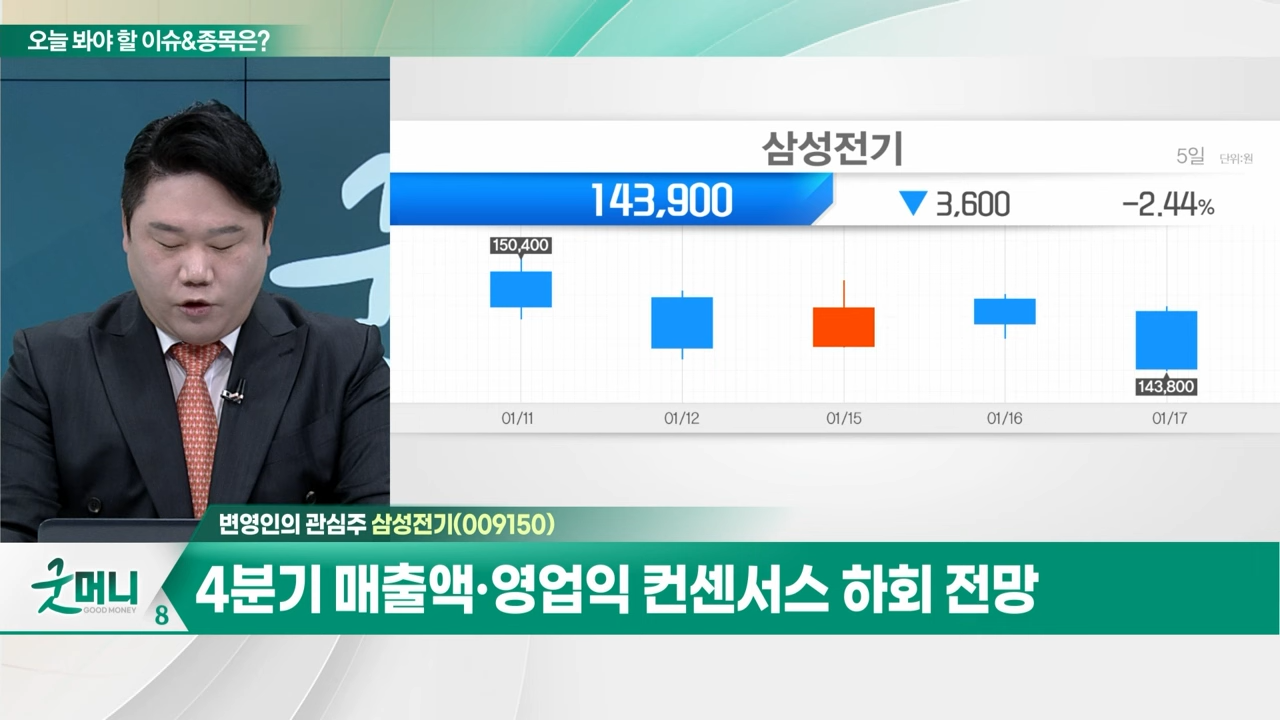 오늘 봐야 할 이슈&종목은?
삼성전기
5일 단위:원
143,900 ▼ 3,600 -2.44%
150,400
143,800
01/11 01/12 01/15 01/16 01/17
변영인의 관심주 삼성전기(009150)
굿머니
GOOD MONEY
8
4분기 매출액·영업익 컨센서스 하회 전망